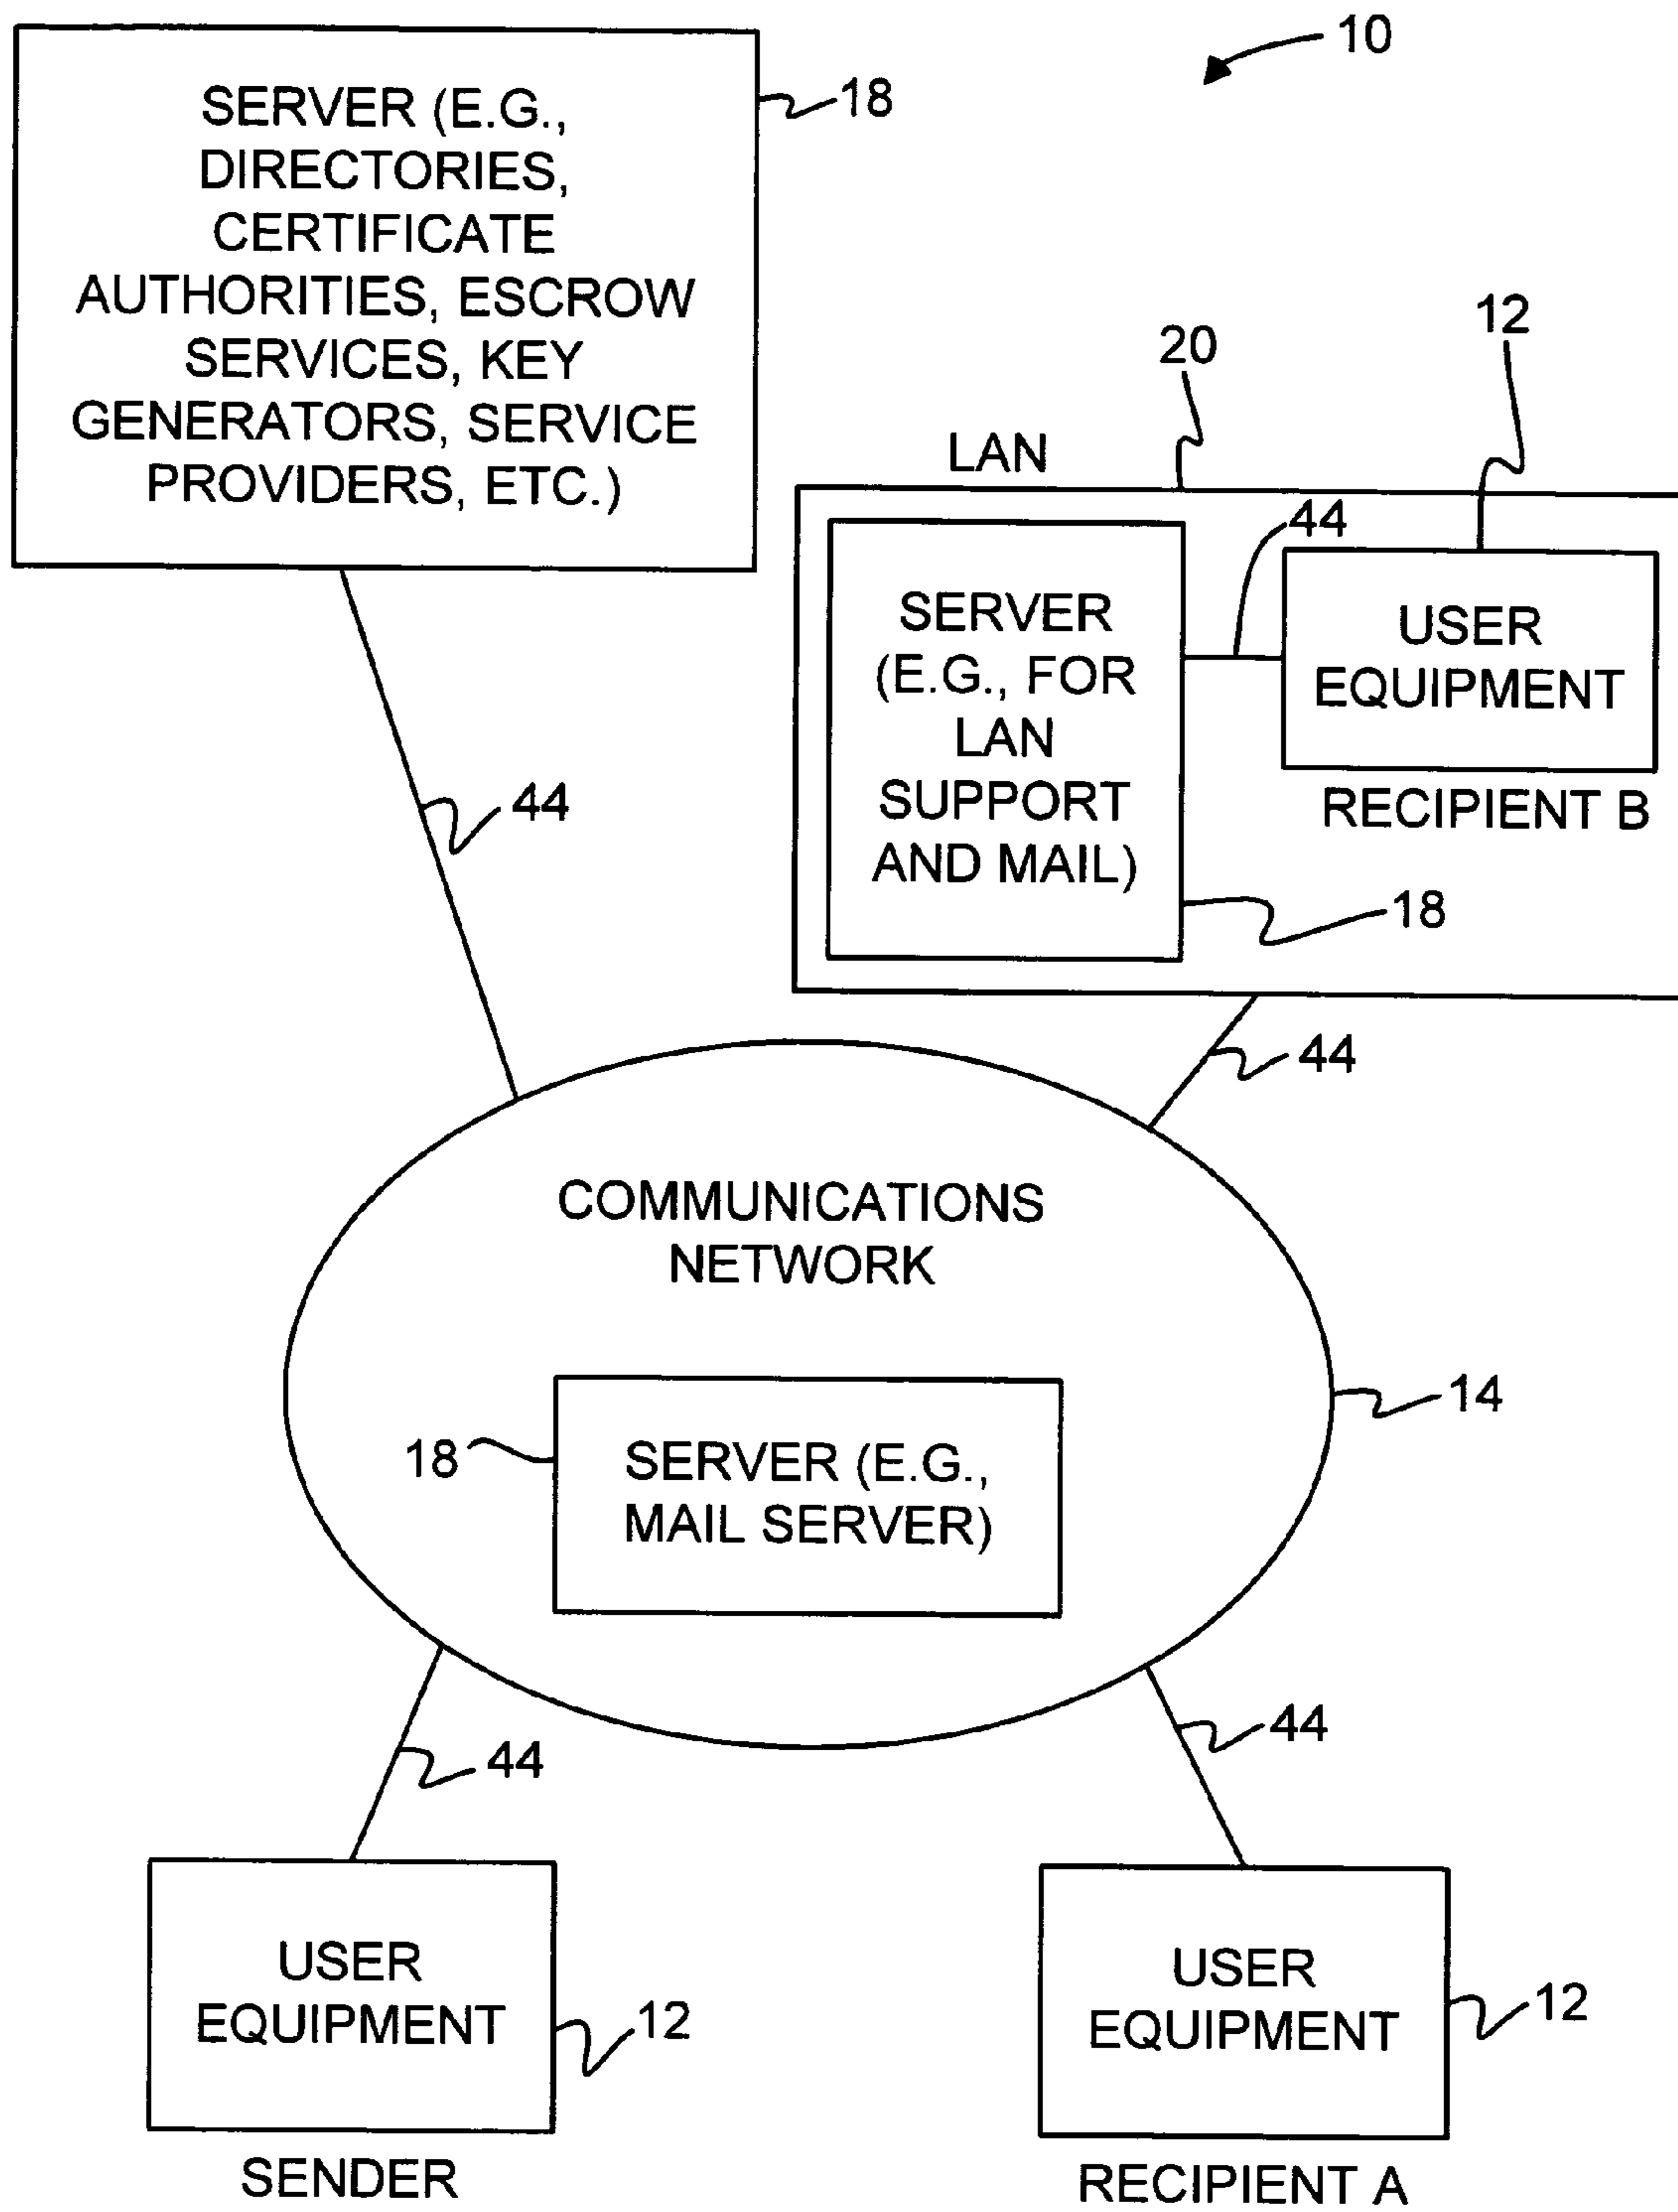 10
18
SERVER (E.G.,
DIRECTORIES,
CERTIFICATE
AUTHORITIES, ESCROW
SERVICES, KEY
GENERATORS, SERVICE
PROVIDERS, ETC.)
12
20
LAN
44
SERVER
(E.G., FOR
LAN
SUPPORT
AND MAIL)
USER
EQUIPMENT
RECIPIENT B
18
44
44
COMMUNICATIONS
NETWORK
14
18
SERVER (E.G.,
MAIL SERVER)
44
44
USER
EQUIPMENT
12
SENDER
USER
EQUIPMENT
12
RECIPIENT A